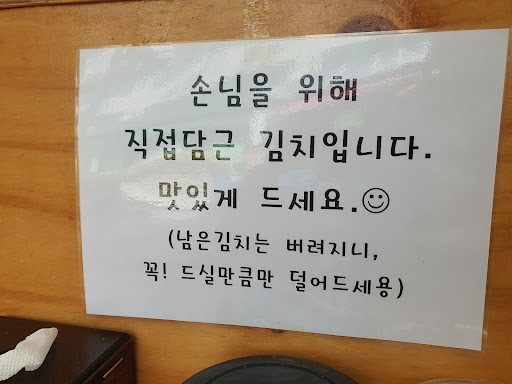 손님을 위해
직접담근 김치입니다.
맛있게 드세요.☺
(남은김치는 버려지니,
꼭! 드실만큼만 덜어드세용)